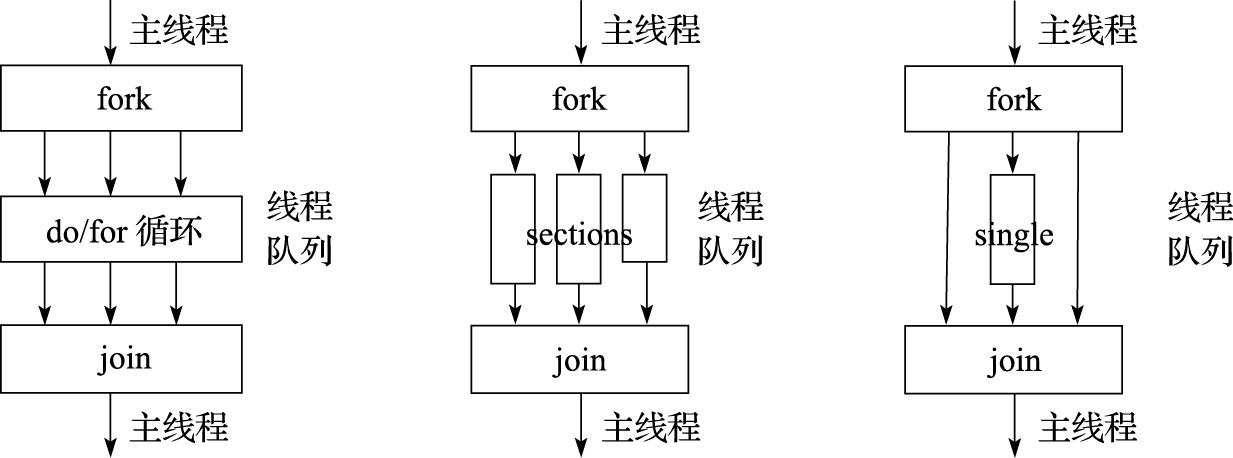 主线程
fork
do/for 循环
线程
队列
join
主线程
主线程
fork
sections
线程
队列
join
主线程
主线程
fork
single
线程
队列
join
主线程